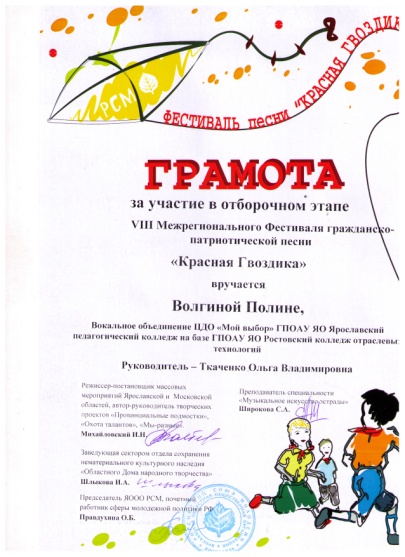 РСМ
ФЕСТИВАЛЬ песни "КРАСНАЯ ГВОЗДИК
ГРАМОТА
за участие в отборочном этапе
VIII Межрегионального Фестиваля гражданско-
патриотической песни
«Красная Гвоздика»
вручается
Волгиной Полине,
Вокальное объединение ЦДО «Мой выбор» ГПОАУ ЯО Ярославский
педагогический колледж на базе ГПОАУ ЯО Ростовский колледж отраслевых
технологий
Руководитель – Ткаченко Ольга Владимировна
Режиссер-постановщик массовых
мероприятий Ярославской и Московской
областей, автор-руководитель творческих
проектов «Провинциальные подмостки»,
«Охота талантов», «Мы-разные»
Михайловский И.Н.
Заведующая сектором отдела сохранения
нематериального культурного наследия
«Областного Дома народного творчества»
Шлыкова И.А.
Председатель ЯООО РСМ, почетный
работник сферы молодежной политики РФ
Правдухина О.Б.
Преподаватель специальности
«Музыкальное искусство эстрады»
Широкова С.А.